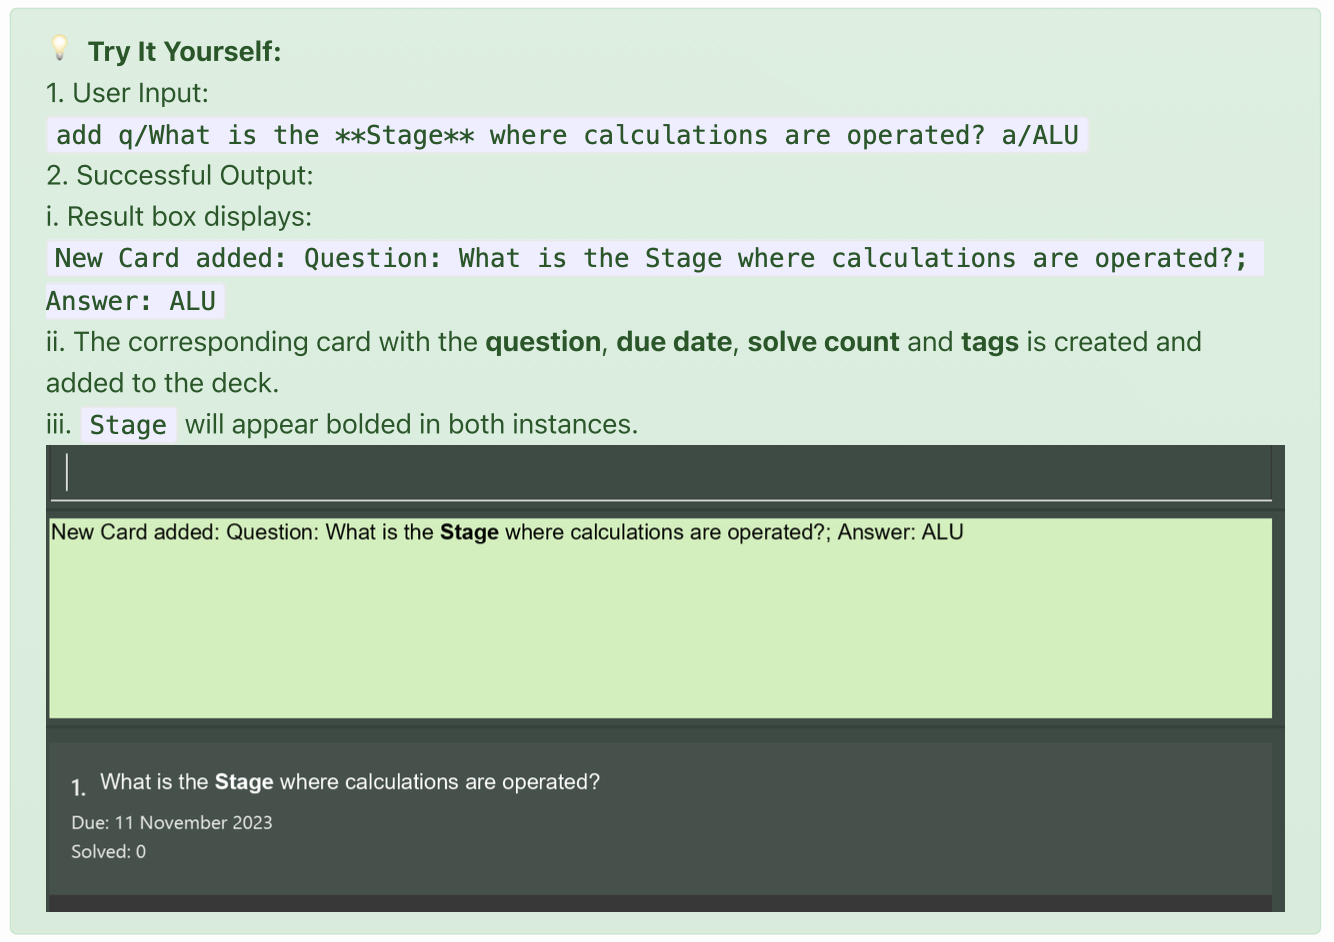 💡 Try It Yourself:
1. User Input:
add q/What is the **Stage** where calculations are operated? a/ALU
2. Successful Output:
i. Result box displays:
New Card added: Question: What is the Stage where calculations are operated?;
Answer: ALU
ii. The corresponding card with the question, due date, solve count and tags is created and
added to the deck.
iii. Stage will appear bolded in both instances.
New Card added: Question: What is the Stage where calculations are operated?; Answer: ALU
1. What is the Stage where calculations are operated?
Due: 11 November 2023
Solved: 0